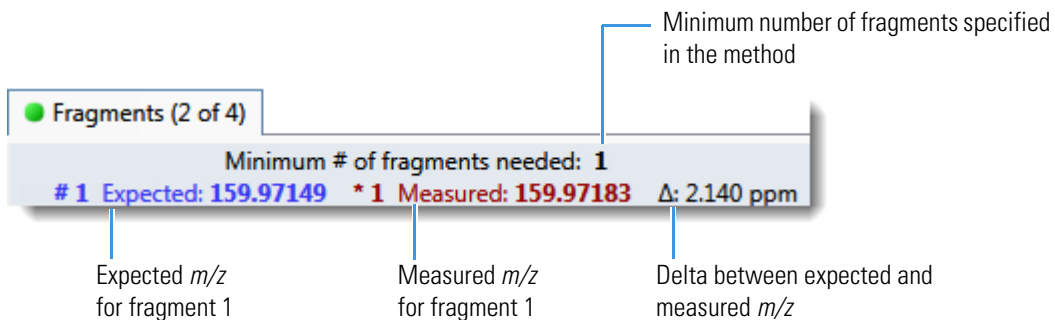 Minimum number of fragments specified
in the method
Fragments (2 of 4)
Minimum # of fragments needed: 1
# 1 Expected: 159.97149 * 1 Measured: 159.97183 Δ: 2.140 ppm
Expected m/z
for fragment 1
Measured m/z
for fragment 1
Delta between expected and
measured m/z